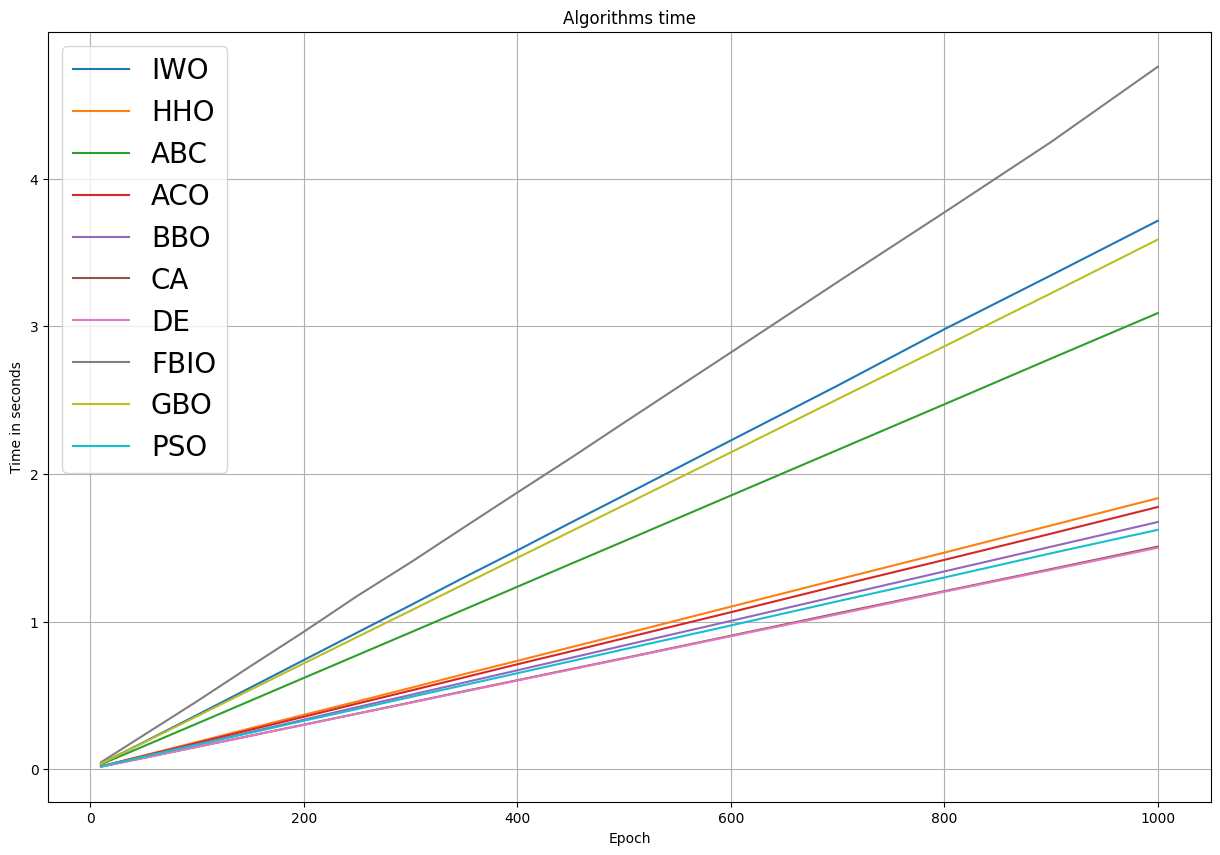 Algorithms time
IWO
HHO
ABC
ACO
BBO
CA
DE
FBIO
GBO
PSO
Time in seconds
4
3
2
1
0
0 200 400 600 800 1000
Epoch